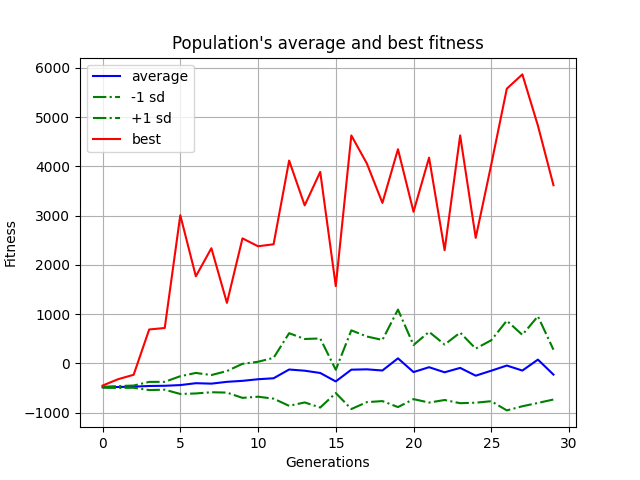 Population's average and best fitness
average
-1 sd
+1 sd
best
6000
5000
4000
3000
2000
1000
0
−1000
Fitness
0 5 10 15 20 25 30
Generations